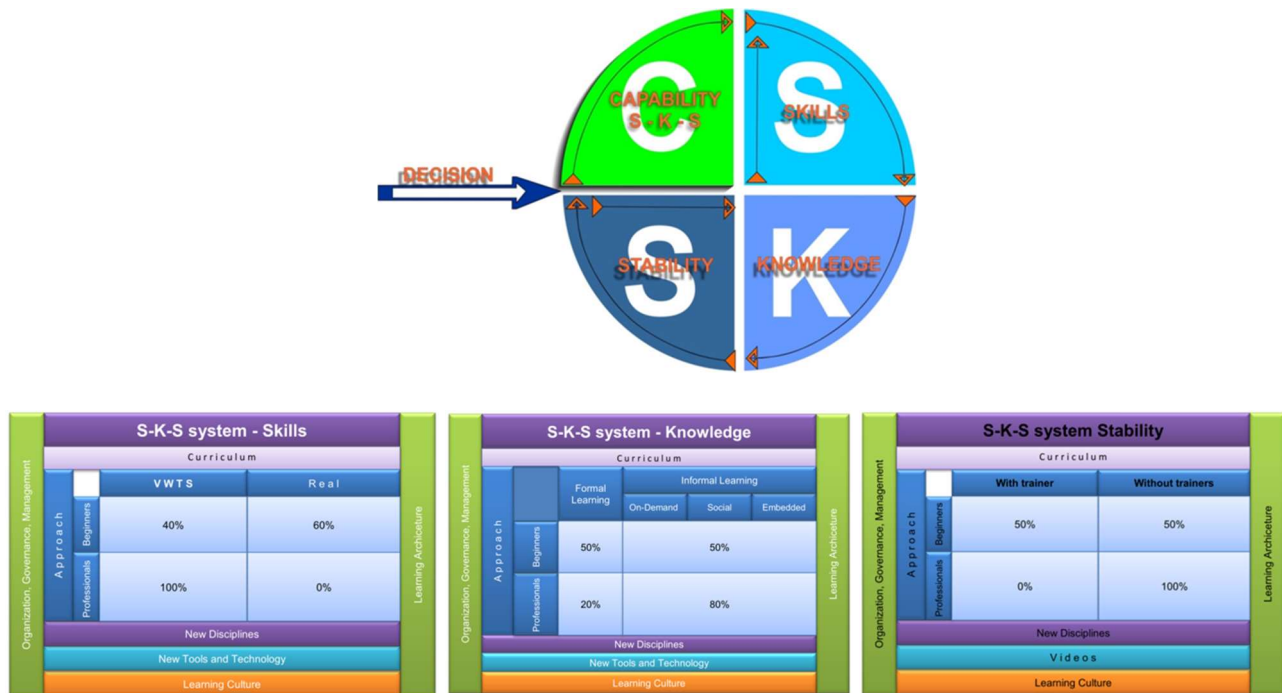 C
CAPABILITY
S - K - S
S
SKILLS
DECISION
S
STABILITY
K
KNOWLEDGE
S-K-S system - Skills
Curriculum
Organization, Governance, Management
Approach
VWTS
Real
Beginners
40%
60%
Professionals
100%
0%
Learning Archiceture
New Disciplines
New Tools and Technology
Learning Culture
S-K-S system - Knowledge
Curriculum
Organization, Governance, Management
Approach
Formal
Learning
Informal Learning
On-Demand
Social
Embedded
Beginners
50%
50%
Professionals
20%
80%
Learning Archiceture
New Disciplines
New Tools and Technology
Learning Culture
S-K-S system Stability
Curriculum
Organization, Governance, Management
Approach
With trainer
Without trainers
Beginners
50%
50%
Professionals
0%
100%
Learning Archiceture
New Disciplines
Videos
Learning Culture